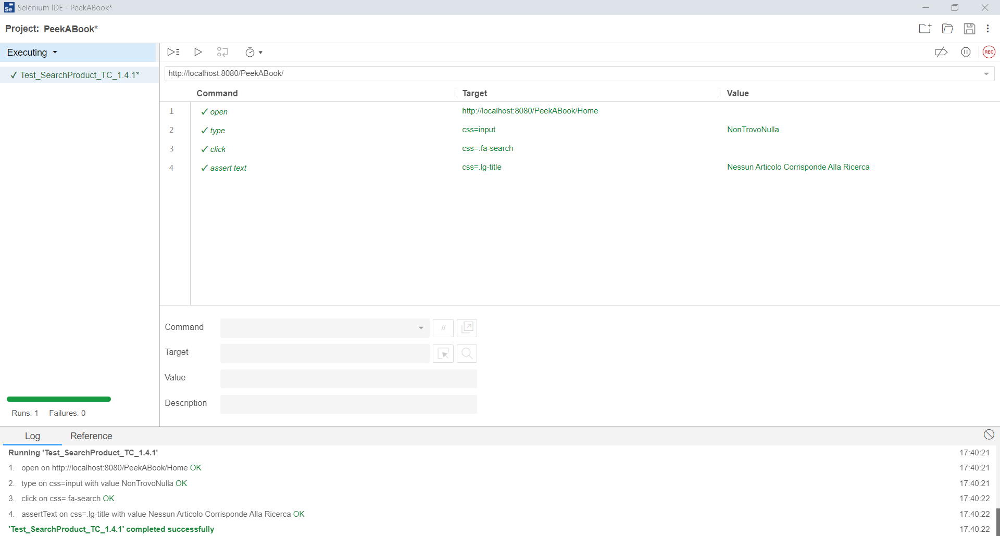 Selenium IDE - PeekABook*
Project: PeekABook*
Executing
REC
✓ Test_SearchProduct_TC_1.4.1*
http://localhost:8080/PeekABook/
Command Target Value
1 ✓ open http://localhost:8080/PeekABook/Home
2 ✓ type css=input NonTrovoNulla
3 ✓ click css=.fa-search
4 ✓ assert text css=.lg-title Nessun Articolo Corrisponde Alla Ricerca
Command //
Target
Value
Description
Runs: 1 Failures: 0
Log Reference
Running 'Test_SearchProduct_TC_1.4.1' 17:40:21
1. open on http://localhost:8080/PeekABook/Home OK 17:40:21
2. type on css=input with value NonTrovoNulla OK 17:40:21
3. click on css=.fa-search OK 17:40:22
4. assertText on css=.lg-title with value Nessun Articolo Corrisponde Alla Ricerca OK 17:40:22
'Test_SearchProduct_TC_1.4.1' completed successfully 17:40:22